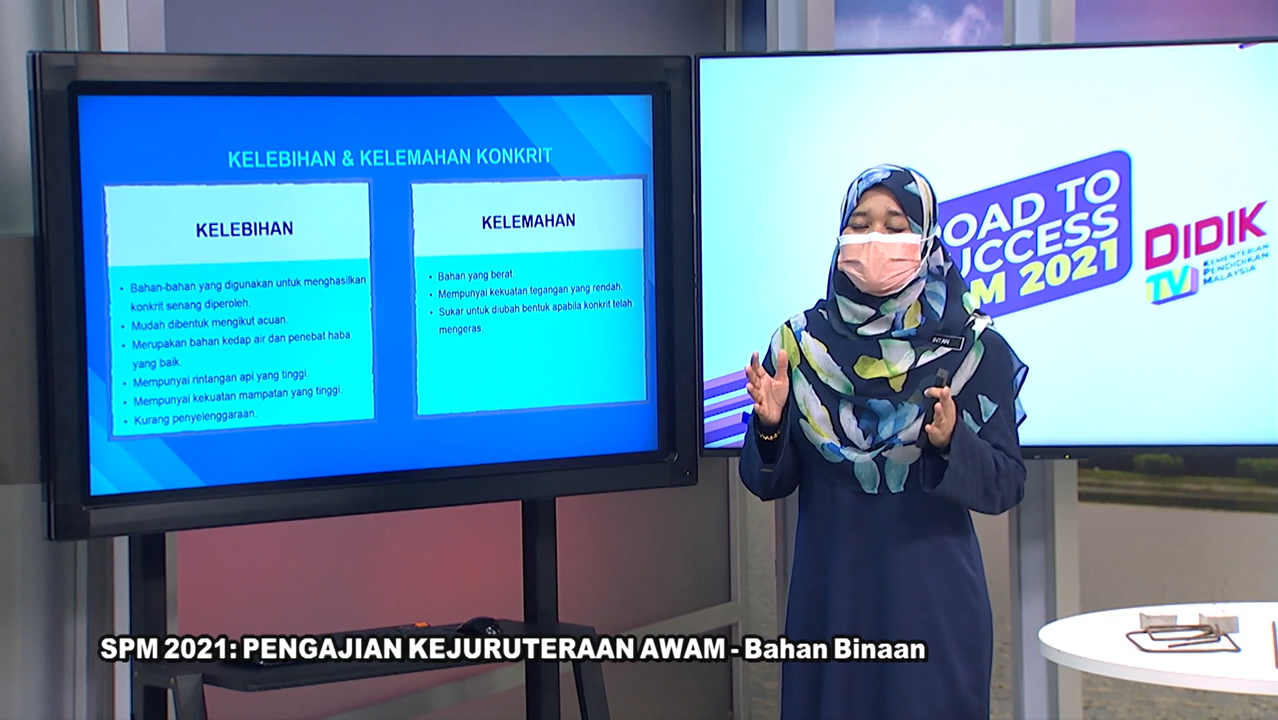 KELEBIHAN & KELEMAHAN KONKRIT
KELEBIHAN
• Bahan-bahan yang digunakan untuk menghasilkan
konkrit senang diperoleh.
• Mudah dibentuk mengikut acuan.
• Merupakan bahan kedap air dan penebat haba
yang baik.
• Mempunyai rintangan api yang tinggi.
• Mempunyai kekuatan mampatan yang tinggi.
• Kurang penyelenggaraan.
KELEMAHAN
• Bahan yang berat.
• Mempunyai kekuatan tegangan yang rendah.
• Sukar untuk diubah bentuk apabila konkrit telah
mengeras.
OAD TO
UCCESS
M 2021
DIDIK
TV
KEMENTERIAN
PENDIDIKAN
MALAYSIA
INTAN
SPM 2021: PENGAJIAN KEJURUTERAAN AWAM - Bahan Binaan